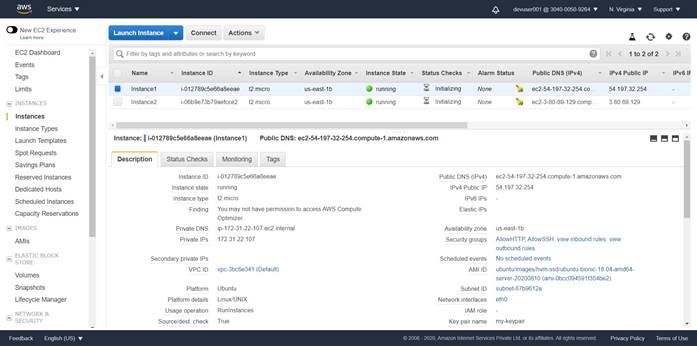 aws
Services
devuser001 @ 3040-0050-9264
N. Virginia
Support
New EC2 Experience
Learn more
EC2 Dashboard
Events
Tags
Limits
INSTANCES
Instances
Instance Types
Launch Templates
Spot Requests
Savings Plans
Reserved Instances
Dedicated Hosts
Scheduled Instances
Capacity Reservations
IMAGES
AMIs
ELASTIC BLOCK
STORE
Volumes
Snapshots
Lifecycle Manager
NETWORK &
SECURITY
Launch Instance
Connect
Actions
Filter by tags and attributes or search by keyword
1 to 2 of 2
Name Instance ID Instance Type Availability Zone Instance State Status Checks Alarm Status Public DNS (IPv4) IPv4 Public IP IPv6 IP
Instance1 i-012789c5e66a8eeae t2.micro us-east-1b running Initializing None ec2-54-197-32-254.co... 54.197.32.254 -
Instance2 t2.micro us-east-1b running Initializing None ec2-3-80-89-129.comp... 3.80.89.129 -
Instance: i-012789c5e66a8eeae (Instance1) Public DNS: ec2-54-197-32-254.compute-1.amazonaws.com
Description Status Checks Monitoring Tags
Instance ID i-012789c5e66a8eeae Public DNS (IPv4) ec2-54-197-32-254.compute-1.amazonaws.com
Instance state running IPv4 Public IP 54.197.32.254
Instance type t2.micro IPv6 IPs -
Finding You may not have permission to access AWS Compute Optimizer Elastic IPs
Private DNS ip-172-31-22-107.ec2.internal Availability zone us-east-1b
Private IPs 172.31.22.107 Security groups AllowHTTP, AllowSSH. view inbound rules. view outbound rules
Secondary private IPs Scheduled events No scheduled events
VPC ID vpc-3bc6e341 (Default) AMI ID ubuntu/images/hvm-ssd/ubuntu-bionic-18.04-amd64-server-20200810 (ami-0bcc094591f354be2)
Platform Ubuntu Subnet ID subnet-67b9612a
Platform details Linux/UNIX Network interfaces eth0
Usage operation RunInstances IAM role -
Source/dest. check True Key pair name my-keypair
Feedback English (US) © 2008 - 2020, Amazon Internet Services Private Ltd. or its affiliates. All rights reserved. Privacy Policy Terms of Use